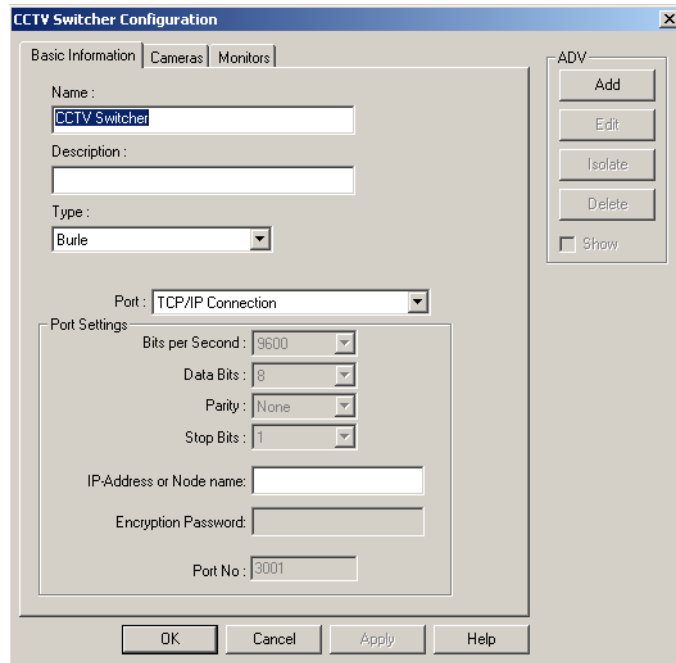 CCTV Switcher Configuration
Basic Information Cameras Monitors
Name :
CCTV Switcher
Description :
Type :
Burle
Port : TCP/IP Connection
Port Settings
Bits per Second : 9600
Data Bits : 8
Parity : None
Stop Bits : 1
IP-Address or Node name:
Encryption Password:
Port No : 3001
OK Cancel Apply Help
ADV
Add
Edit
Isolate
Delete
Show